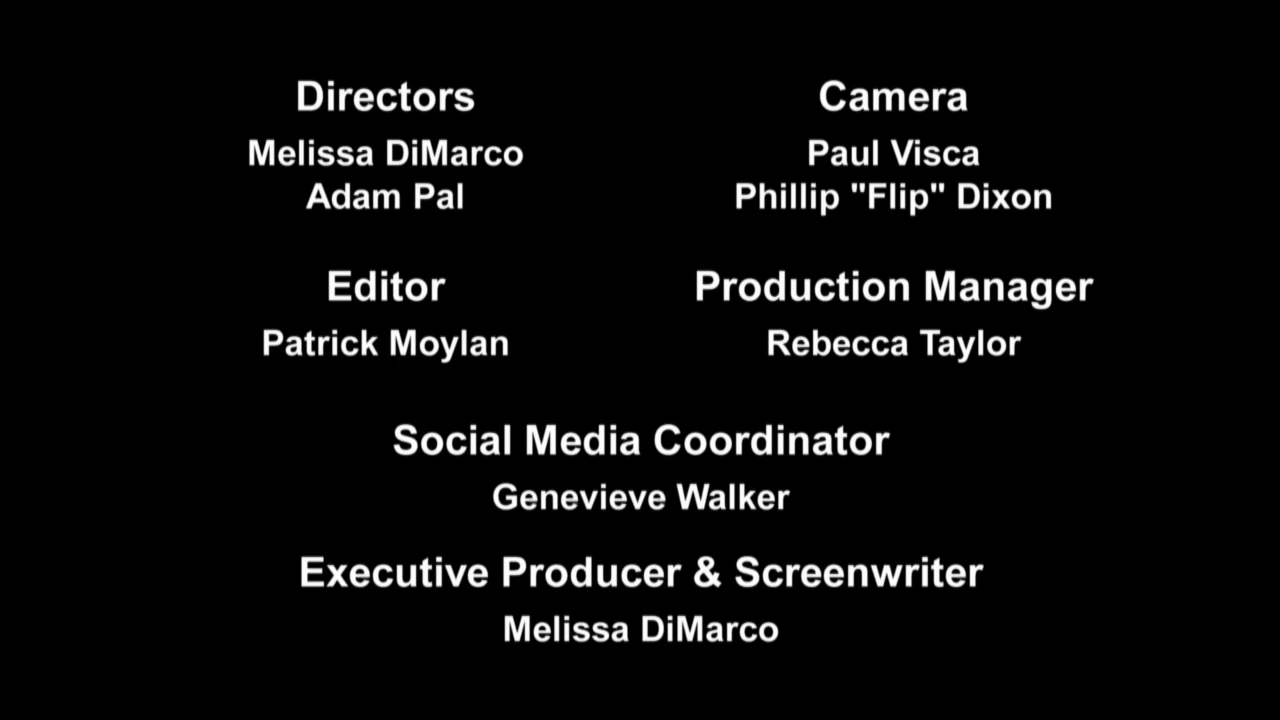 Directors
Melissa DiMarco
Adam Pal
Camera
Paul Visca
Phillip "Flip" Dixon
Editor
Patrick Moylan
Production Manager
Rebecca Taylor
Social Media Coordinator
Genevieve Walker
Executive Producer & Screenwriter
Melissa DiMarco